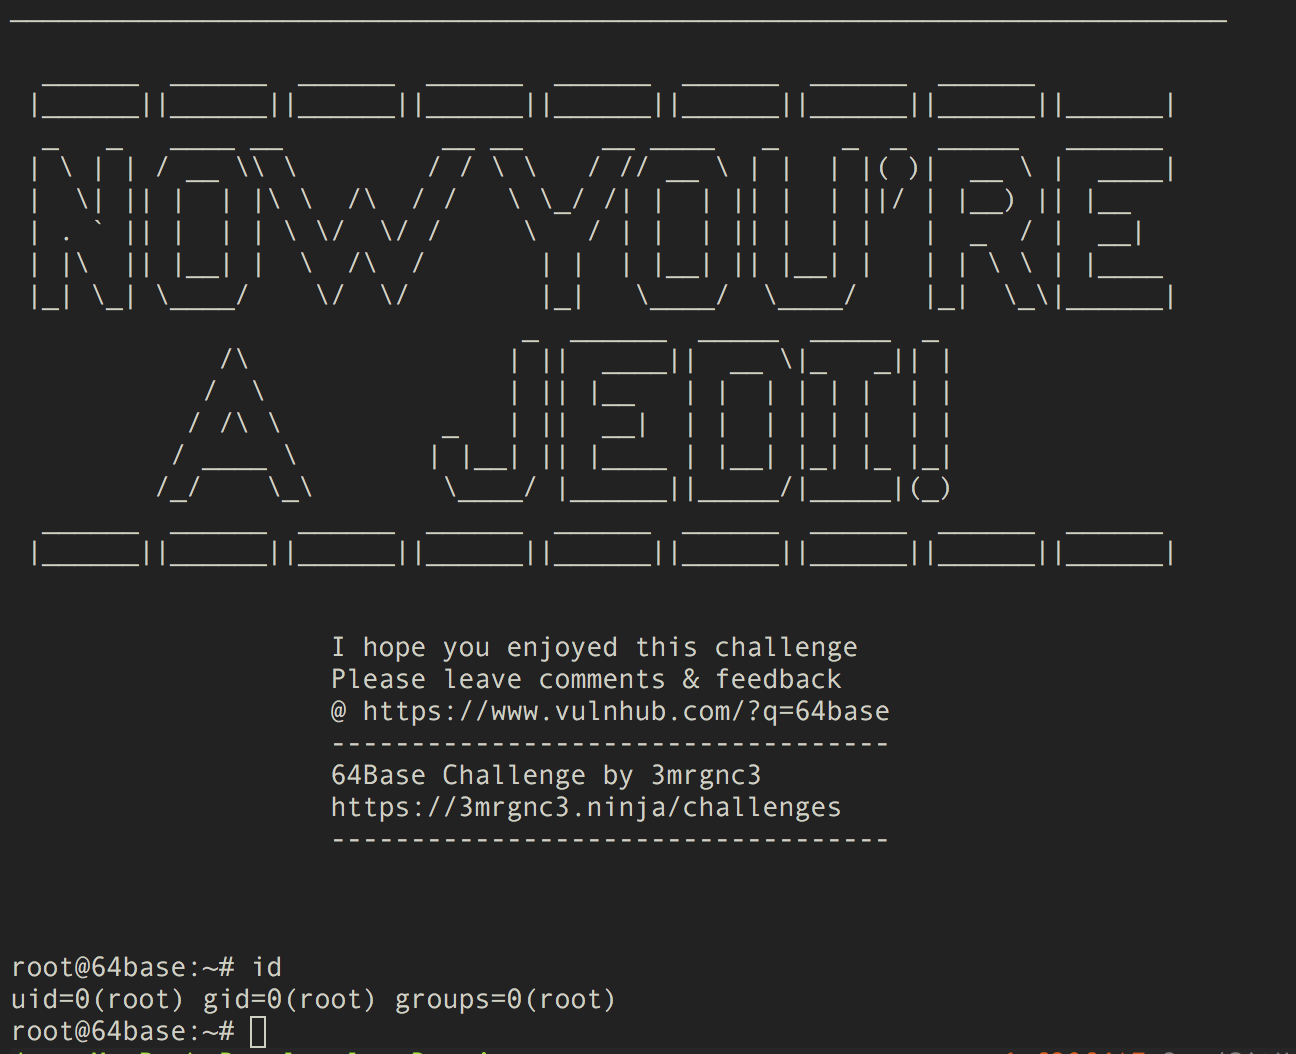 NOW YOU'RE
A JEDI!
I hope you enjoyed this challenge
Please leave comments & feedback
@ https://www.vulnhub.com/?q=64base
-----------------------------------
64Base Challenge by 3mrgnc3
https://3mrgnc3.ninja/challenges
-----------------------------------
root@64base:~# id
uid=0(root) gid=0(root) groups=0(root)
root@64base:~#